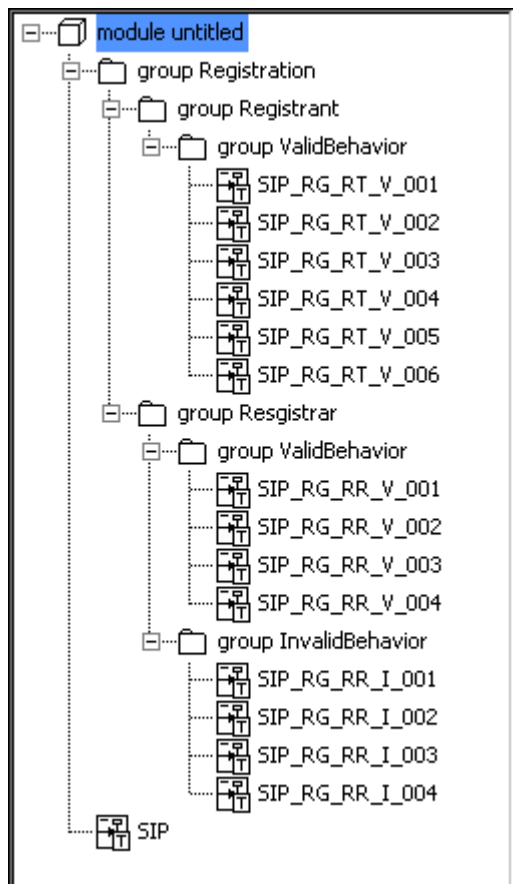 module untitled
group Registration
group Registrant
group ValidBehavior
SIP_RG_RT_V_001
SIP_RG_RT_V_002
SIP_RG_RT_V_003
SIP_RG_RT_V_004
SIP_RG_RT_V_005
SIP_RG_RT_V_006
group Resgistrar
group ValidBehavior
SIP_RG_RR_V_001
SIP_RG_RR_V_002
SIP_RG_RR_V_003
SIP_RG_RR_V_004
group InvalidBehavior
SIP_RG_RR_I_001
SIP_RG_RR_I_002
SIP_RG_RR_I_003
SIP_RG_RR_I_004
SIP